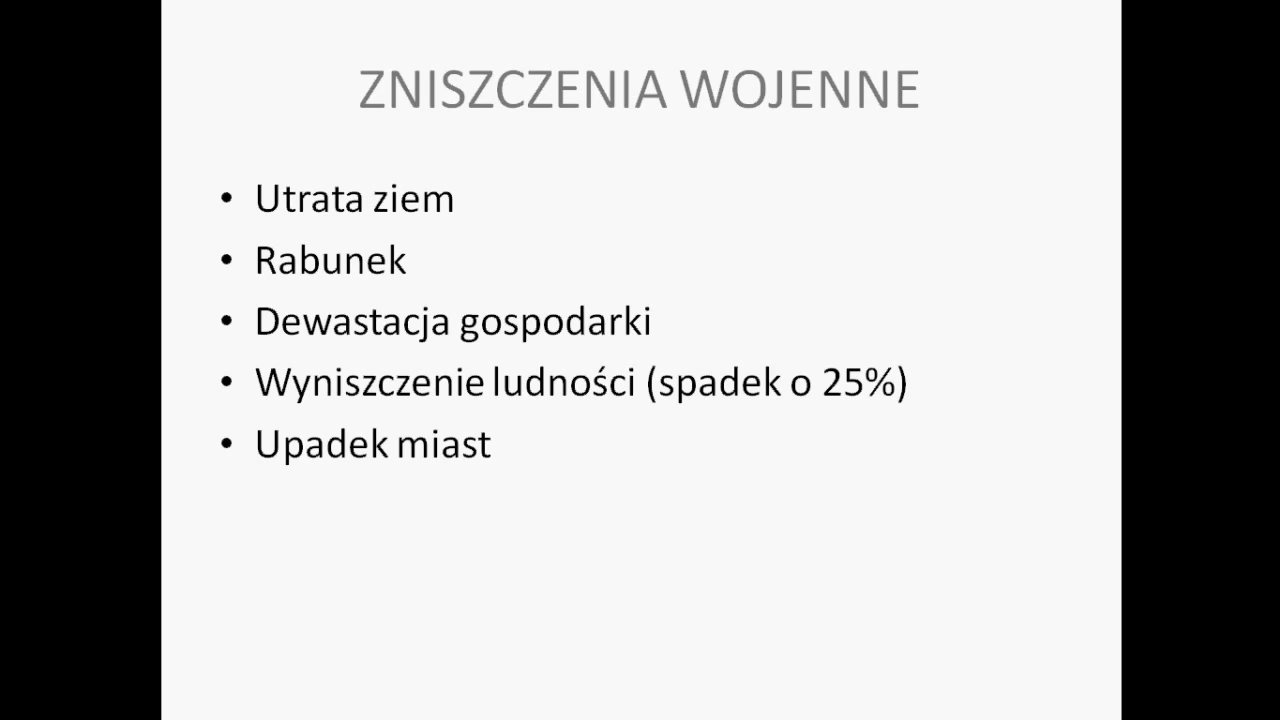 ZNISZCZENIA WOJENNE
• Utrata ziem
• Rabunek
• Dewastacja gospodarki
• Wyniszczenie ludności (spadek o 25%)
• Upadek miast